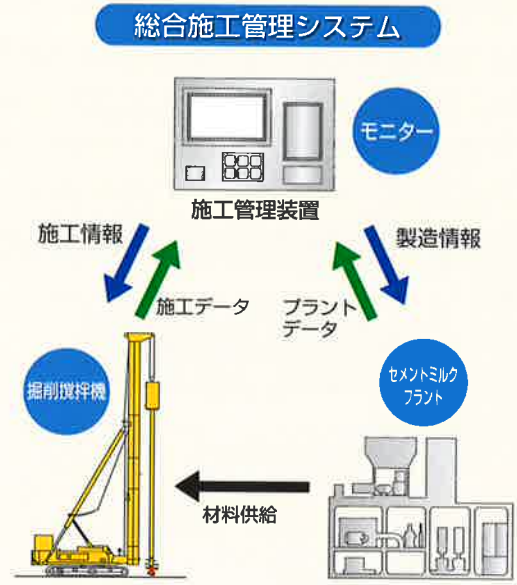 総合施工管理システム
モニター
施工管理装置
施工情報
製造情報
施工データ
プラント
データ
掘削撹拌機
セメントミルク
プラント
材料供給